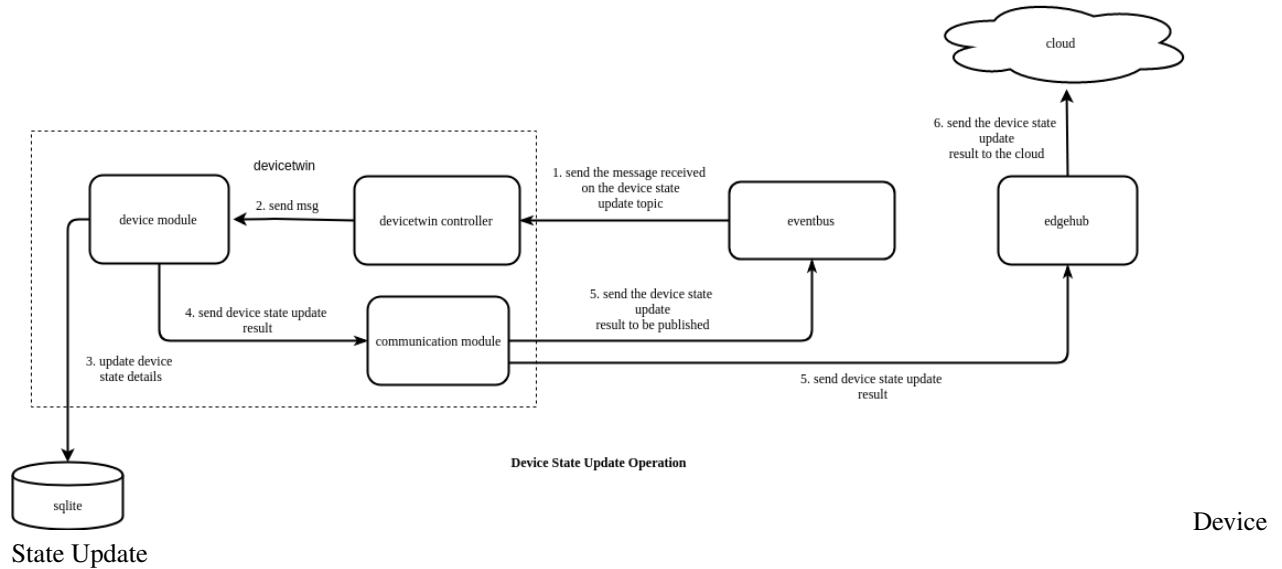 cloud
6. send the device state
update
result to the cloud
devicetwin
1. send the message received
on the device state
update topic
device module
2. send msg
devicetwin controller
eventbus
edgehub
4. send device state update
result
communication module
5. send the device state
update
result to be published
3. update device
state details
5. send device state update
result
Device State Update Operation
sqlite
Device
State Update